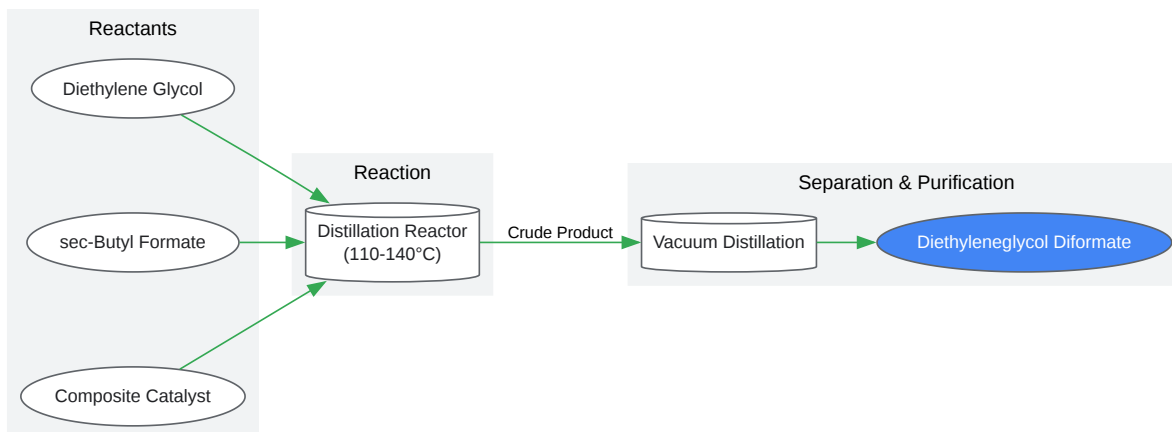 Reactants
Diethylene Glycol
sec-Butyl Formate
Composite Catalyst
Reaction
Distillation Reactor
(110-140°C)
Crude Product
Separation & Purification
Vacuum Distillation
Diethyleneglycol Diformate